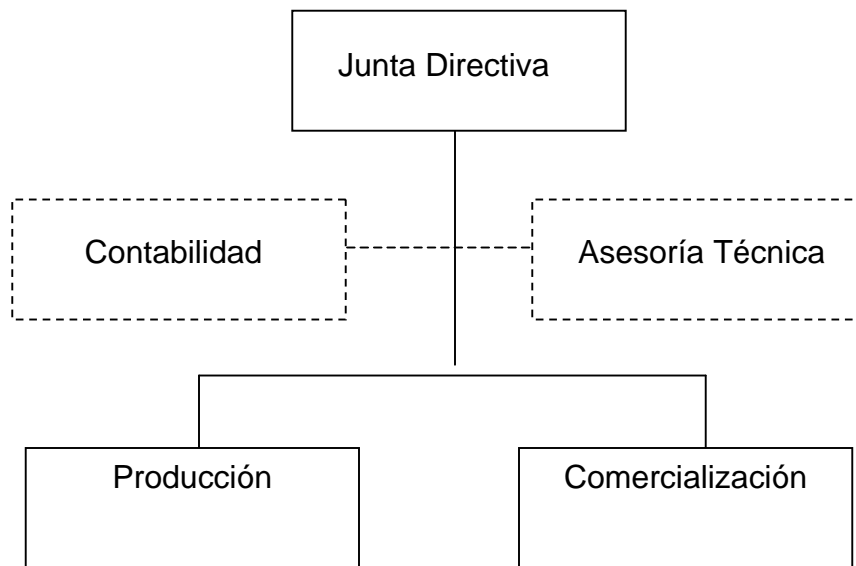 Junta Directiva
Contabilidad
Asesoría Técnica
Producción
Comercialización